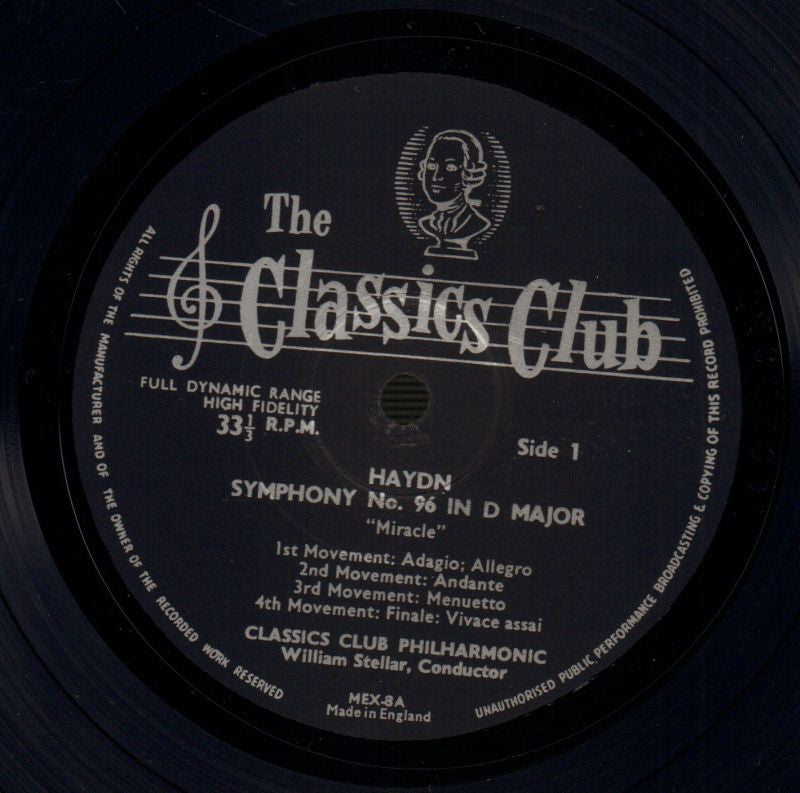 The
Classics Club
FULL DYNAMIC RANGE
HIGH FIDELITY
33⅓ R.P.M.
Side 1
HAYDN
SYMPHONY No. 96 IN D MAJOR
"Miracle"
1st Movement: Adagio; Allegro
2nd Movement: Andante
3rd Movement: Menuetto
4th Movement: Finale: Vivace assai
CLASSICS CLUB PHILHARMONIC
William Stellar, Conductor
MEX-8A
Made in England
ALL RIGHTS OF THE MANUFACTURER AND OF THE OWNER OF THE RECORDED WORK RESERVED
UNAUTHORISED PUBLIC PERFORMANCE BROADCASTING & COPYING OF THIS RECORD PROHIBITED